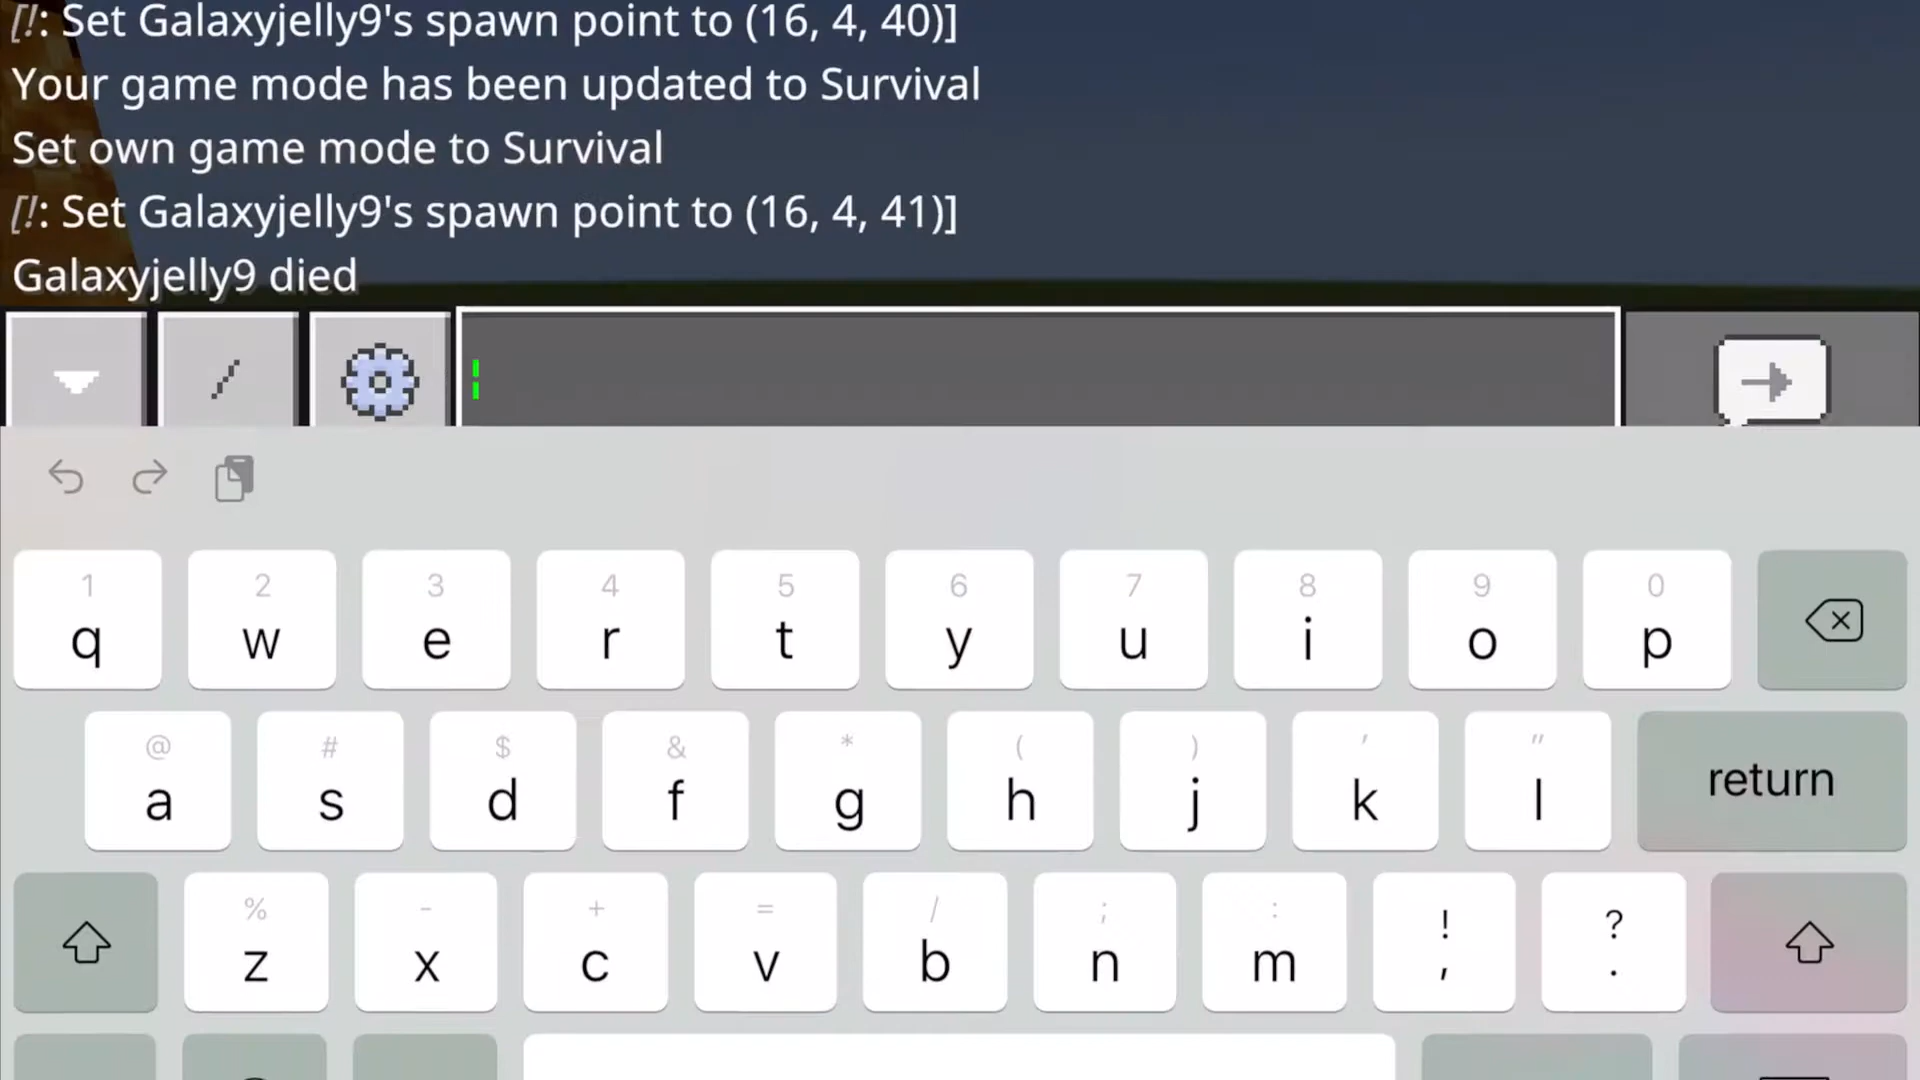 [!: Set Galaxyjelly9's spawn point to (16, 4, 40)]
Your game mode has been updated to Survival
Set own game mode to Survival
[!: Set Galaxyjelly9's spawn point to (16, 4, 41)]
Galaxyjelly9 died
/
1 2 3 4 5 6 7 8 9 0
q w e r t y u i o p
@ # $ & * ( ) ' "
a s d f g h j k l return
% - + = / ; : ! ?
z x c v b n m , .